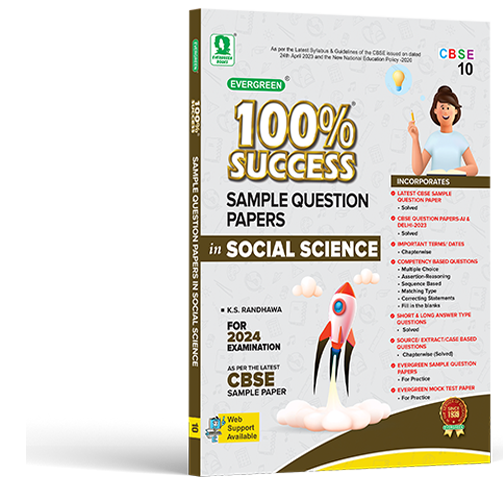 EVERGREEN
100%
SUCCESS
SAMPLE QUESTION PAPERS IN SOCIAL SCIENCE
10
EVERGREEN
As per the Latest Syllabus & Guidelines of the CBSE issued on dated
24th April 2023 and the New National Education Policy -2020
CBSE
10
EVERGREEN ©
100%
SUCCESS
SAMPLE QUESTION
PAPERS
in SOCIAL SCIENCE
K.S. RANDHAWA
FOR
2024
EXAMINATION
AS PER THE LATEST
CBSE
SAMPLE PAPER
Web
Support
Available
INCORPORATES
LATEST CBSE SAMPLE
QUESTION PAPER
• Solved
CBSE QUESTION PAPERS-AI &
DELHI-2023
• Solved
IMPORTANT TERMS/ DATES
• Chapterwise
COMPETENCY BASED QUESTIONS
• Multiple Choice
• Assertion-Reasoning
• Sequence Based
• Matching Type
• Correcting Statements
• Fill in the blanks
SHORT & LONG ANSWER TYPE
QUESTIONS
• Solved
SOURCE/ EXTRACT/CASE BASED
QUESTIONS
• Chapterwise (Solved)
EVERGREEN SAMPLE QUESTION
PAPERS
• For Practice
EVERGREEN MOCK TEST PAPER
• For Practice
SINCE